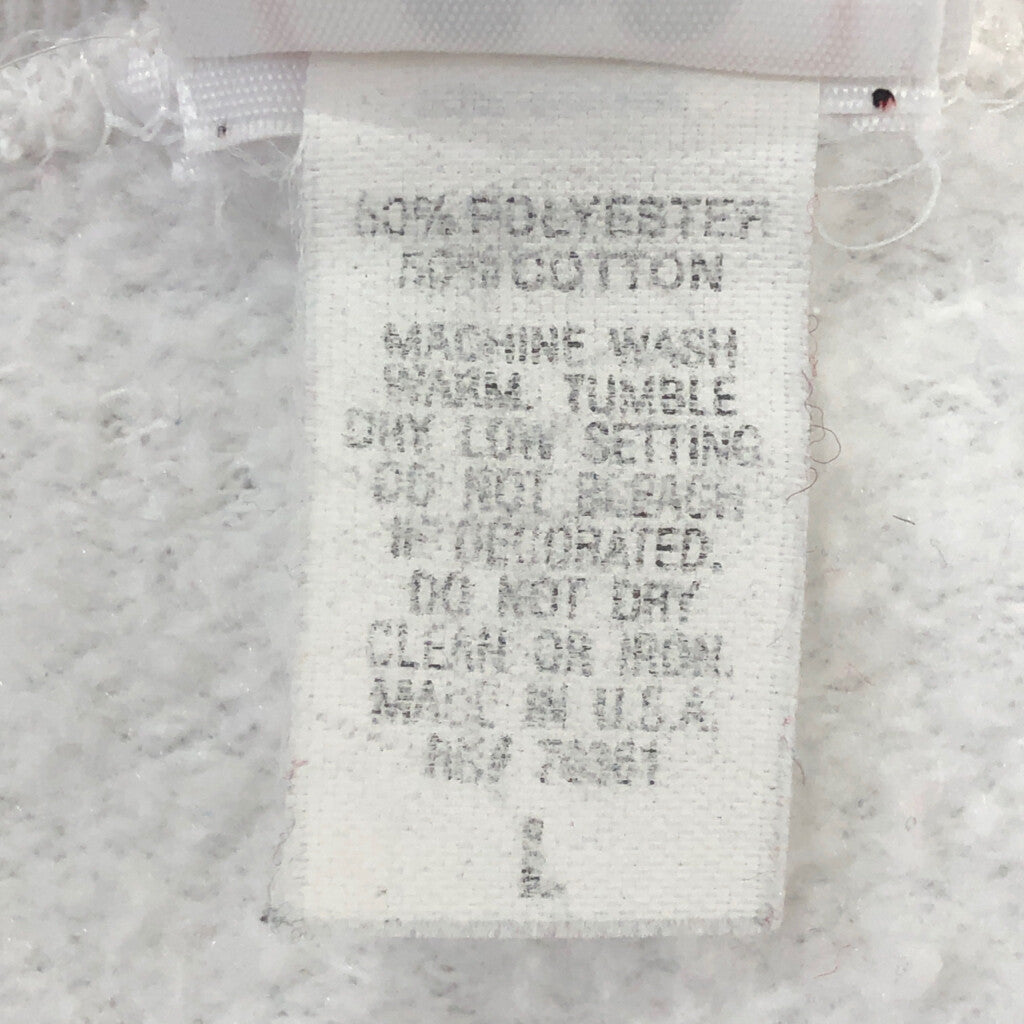 % POLYESTER
50% COTTON
MACHINE WASH
WARM. TUMBLE
DRY LOW SETTING.
DO NOT BLEACH
IF DECORATED.
DO NOT DRY
CLEAN OR IRON.
MADE IN U.S.A.
L